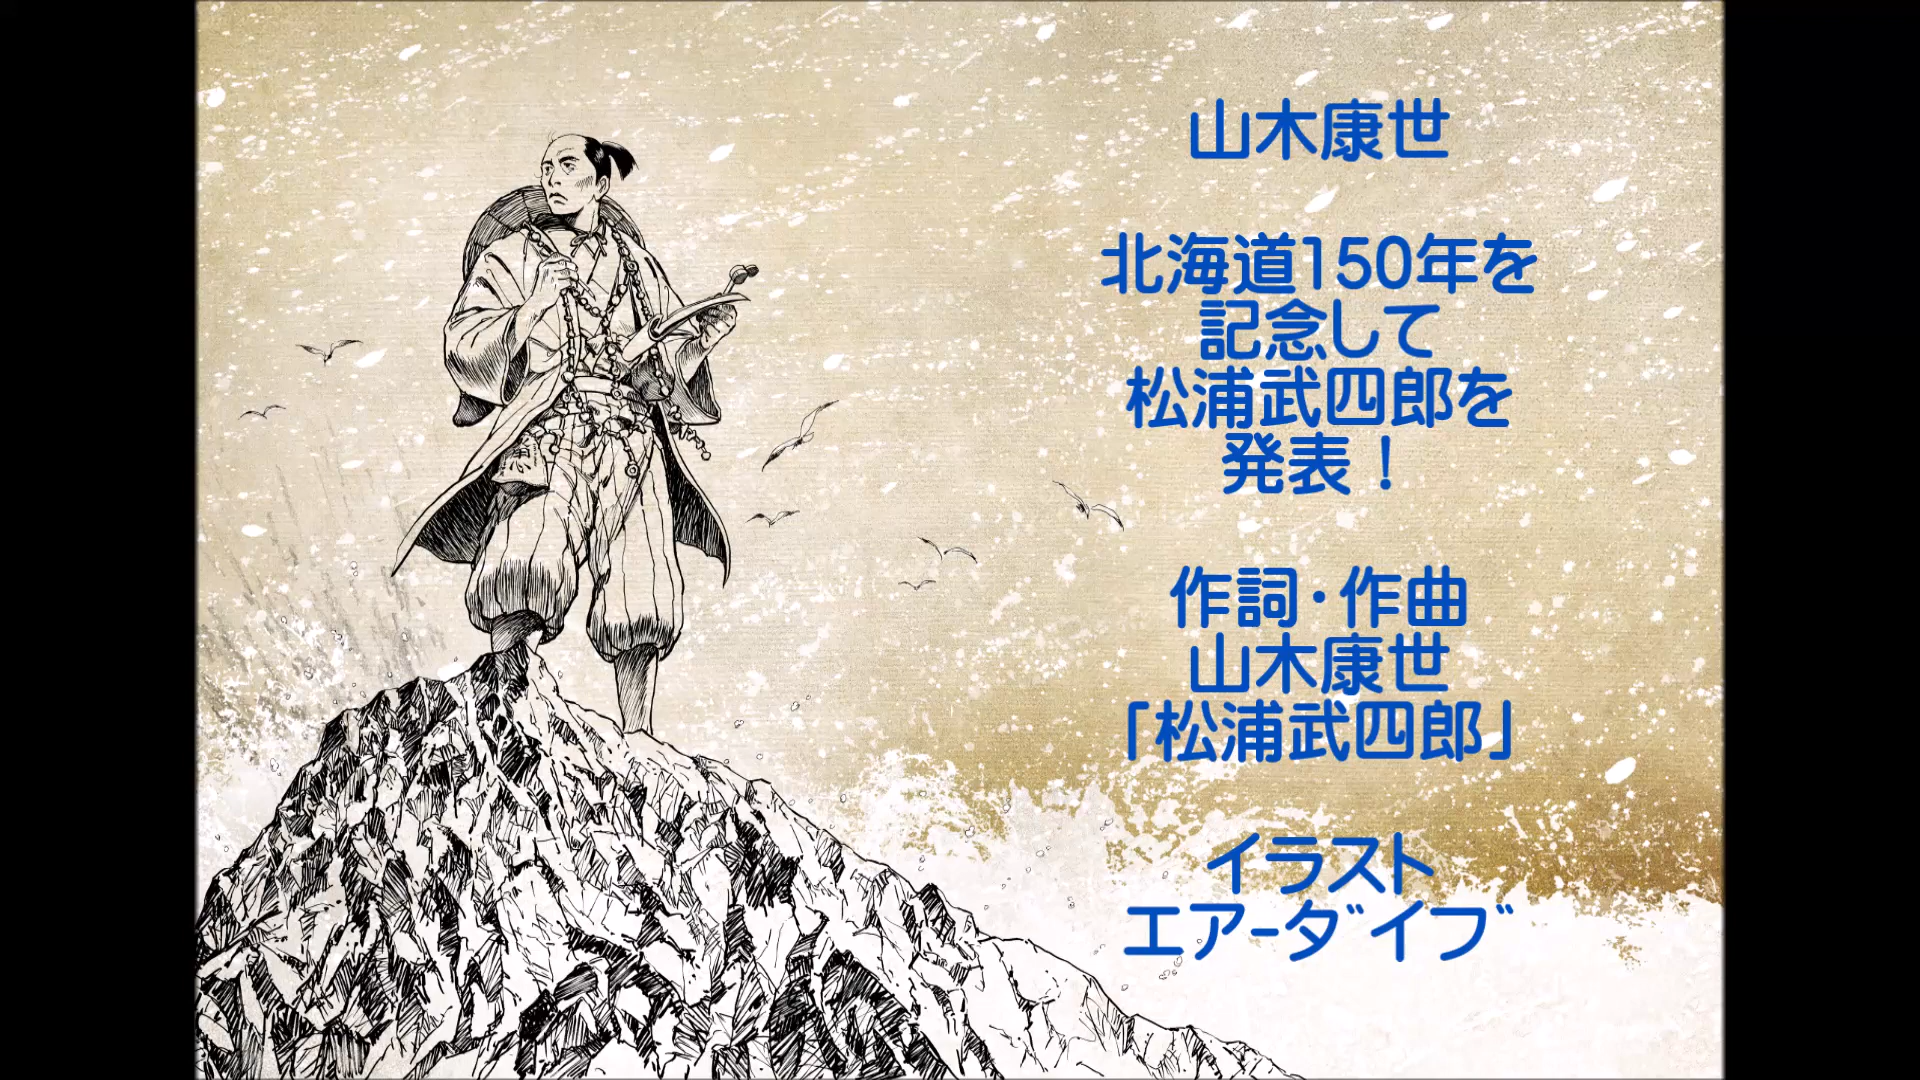 山木康世
北海道150年を
記念して
松浦武四郎を
発表！
作詞・作曲
山木康世
「松浦武四郎」
イラスト
エアーダイブ